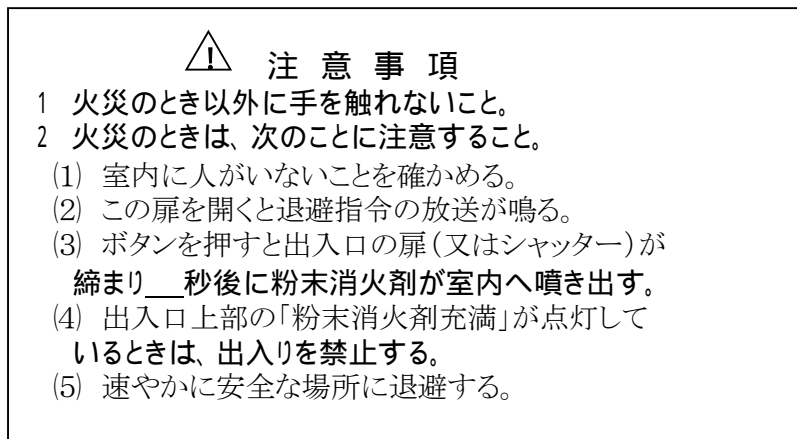 ⚠ 注意事項
1 火災のとき以外に手を触れないこと。
2 火災のときは、次のことに注意すること。
(1) 室内に人がいないことを確かめる。
(2) この扉を開くと退避指令の放送が鳴る。
(3) ボタンを押すと出入口の扉(又はシャッター)が
締まり__秒後に粉末消火剤が室内へ噴き出す。
(4) 出入口上部の「粉末消火剤充満」が点灯して
いるときは、出入りを禁止する。
(5) 速やかに安全な場所に退避する。